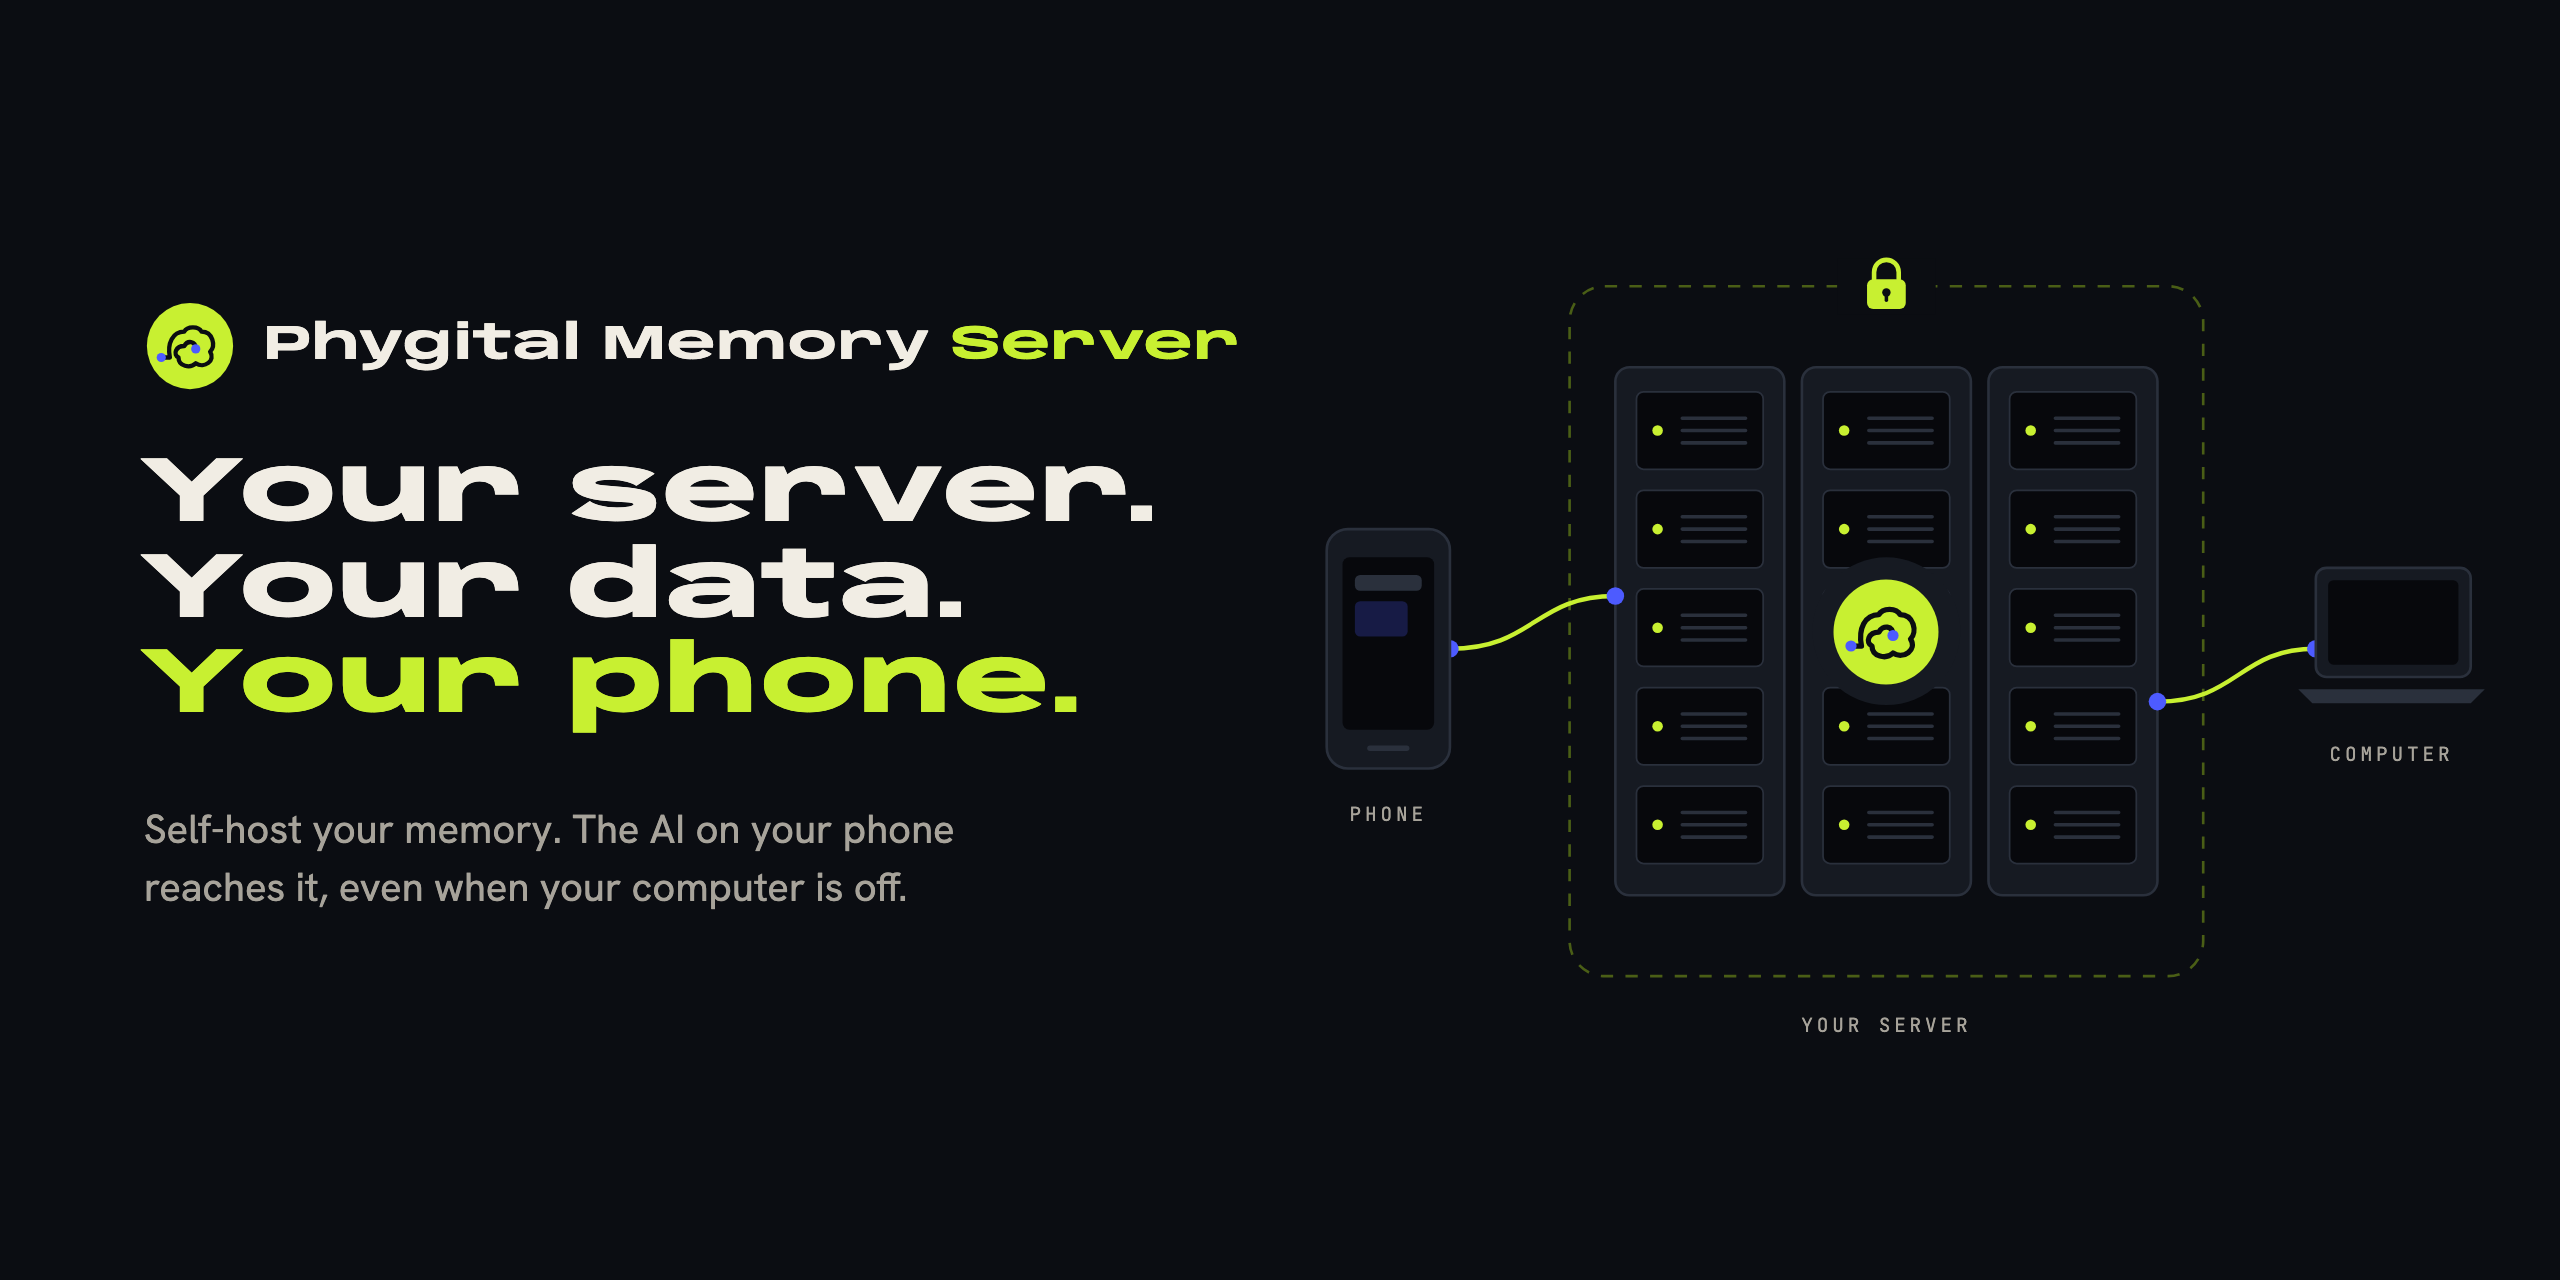 Phygital Memory Server
Your server.
Your data.
Your phone.
Self-host your memory. The AI on your phone
reaches it, even when your computer is off.
PHONE
YOUR SERVER
COMPUTER